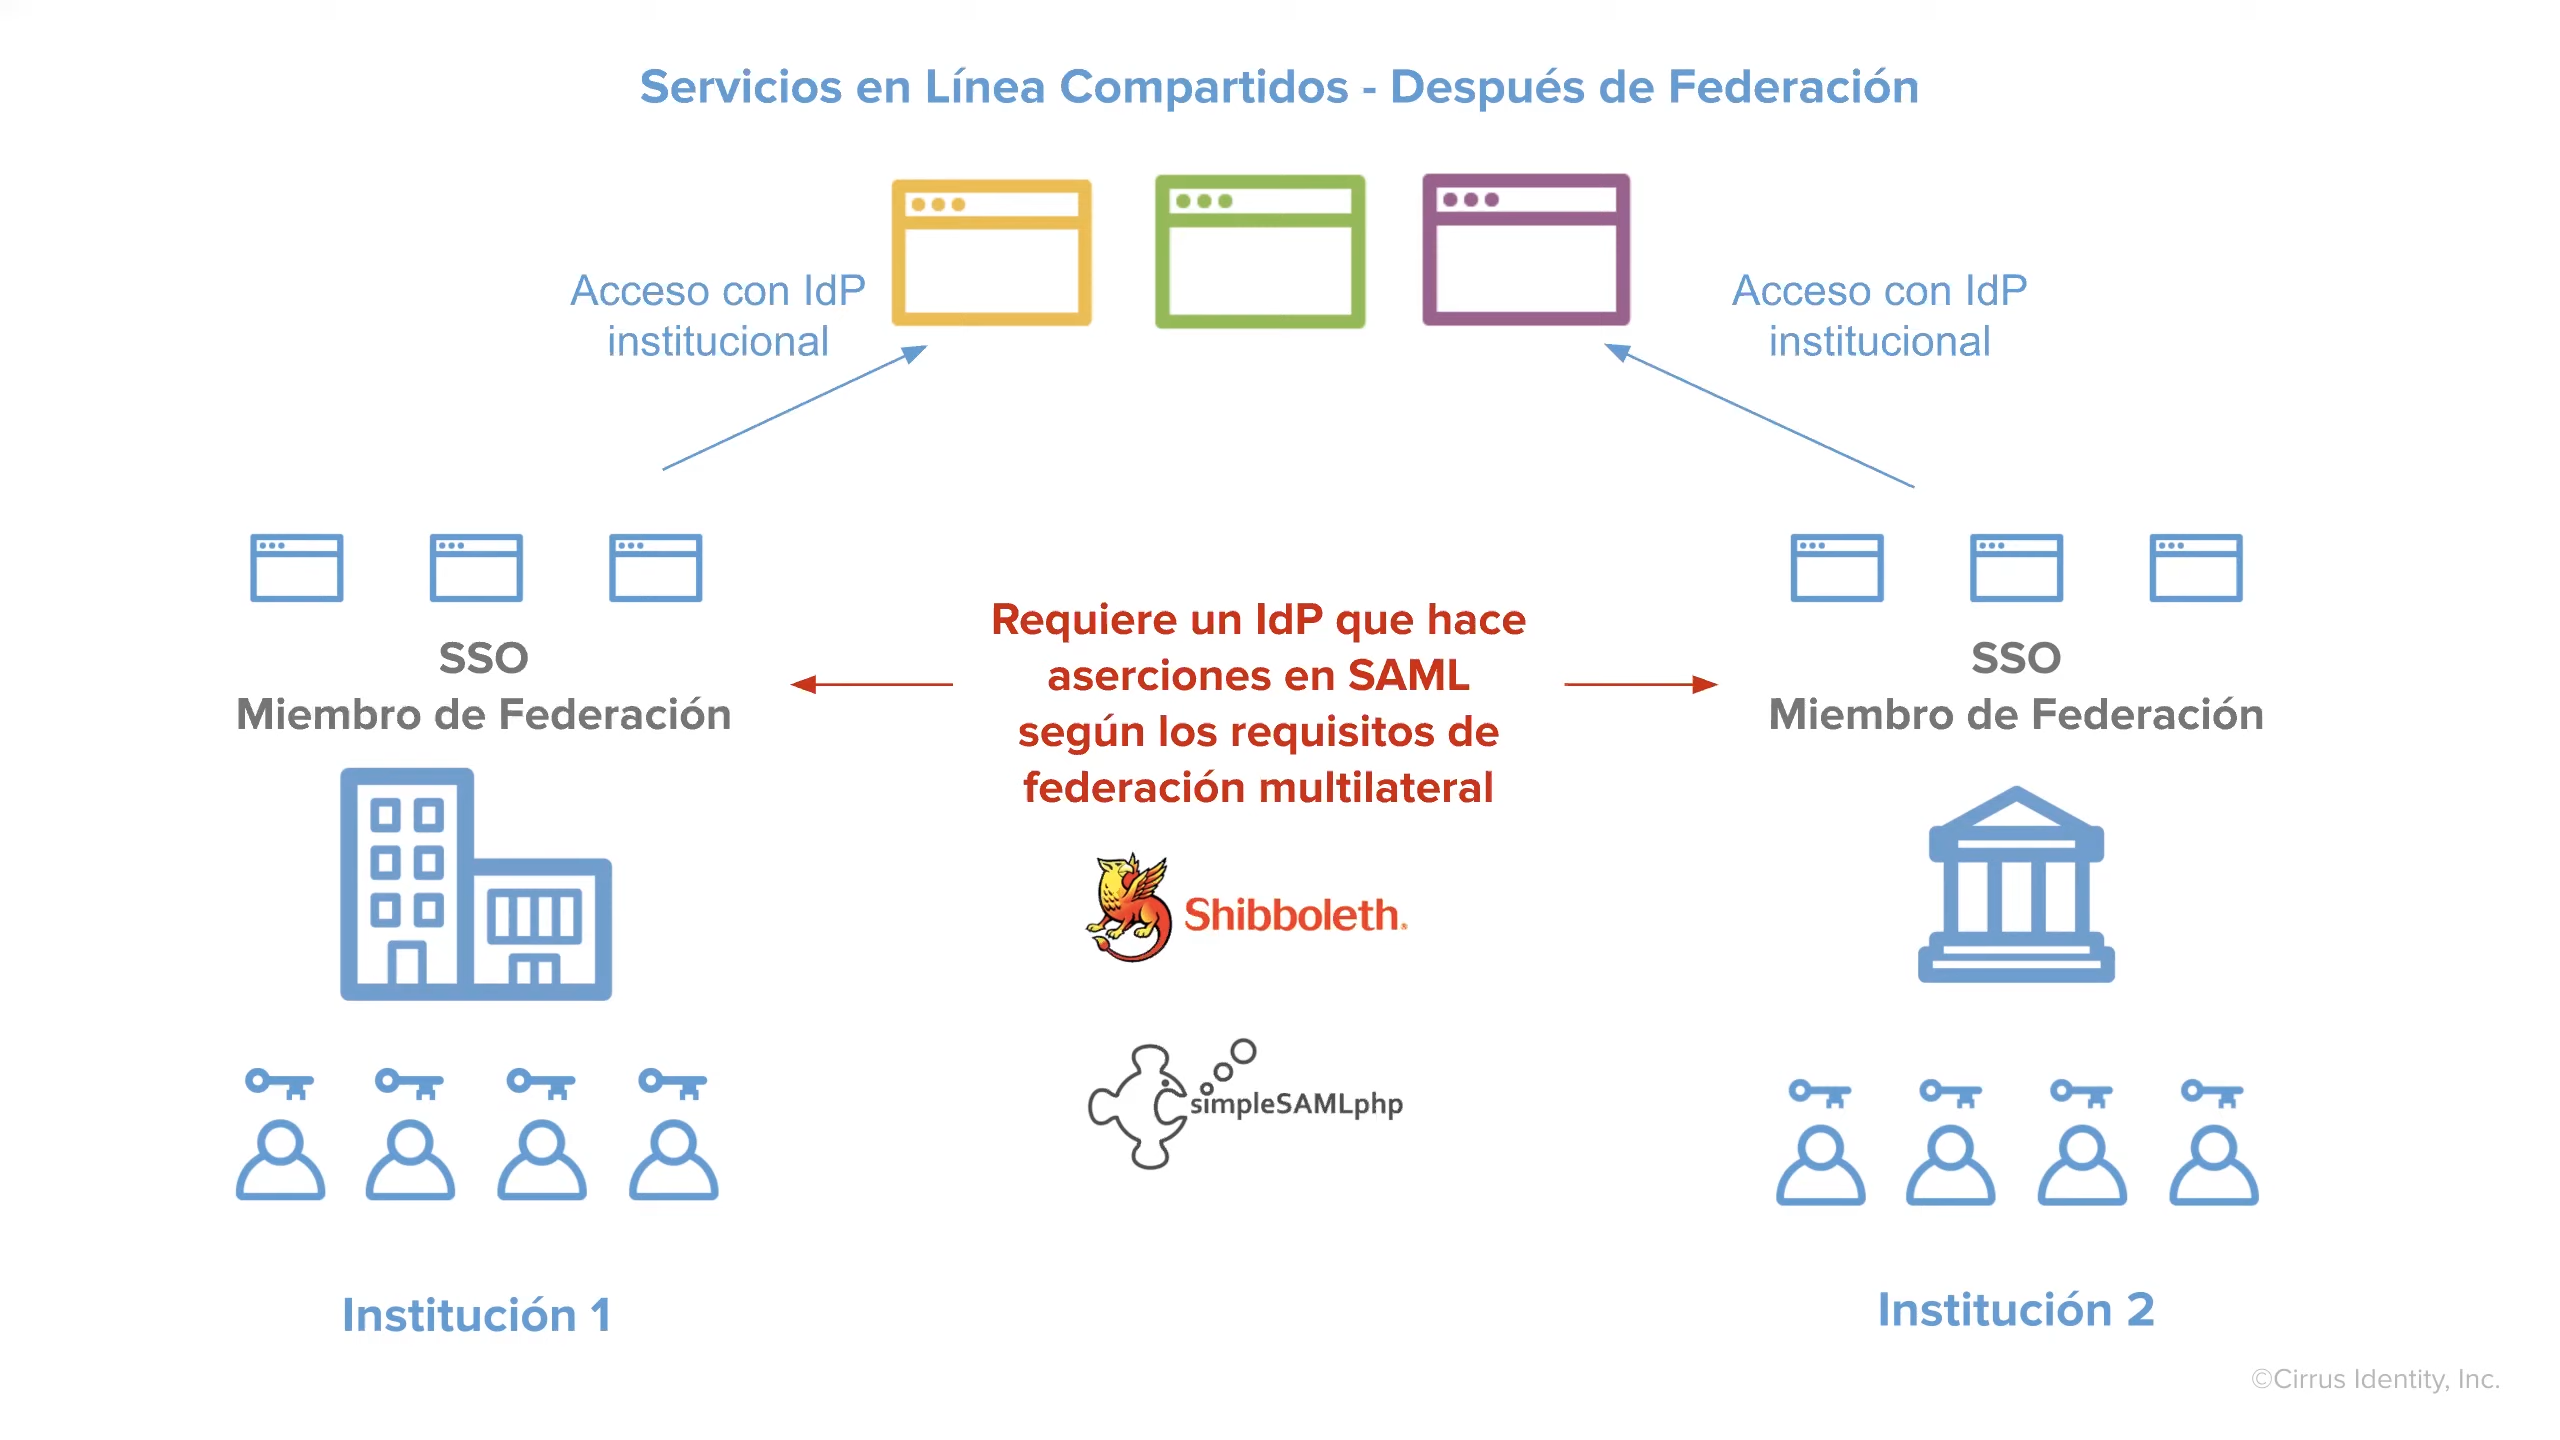 Servicios en Línea Compartidos - Después de Federación
Acceso con IdP
institucional
Acceso con IdP
institucional
SSO
Miembro de Federación
Requiere un IdP que hace
aserciones en SAML
según los requisitos de
federación multilateral
SSO
Miembro de Federación
Shibboleth.
simpleSAMLphp
Institución 1
Institución 2
©Cirrus Identity, Inc.